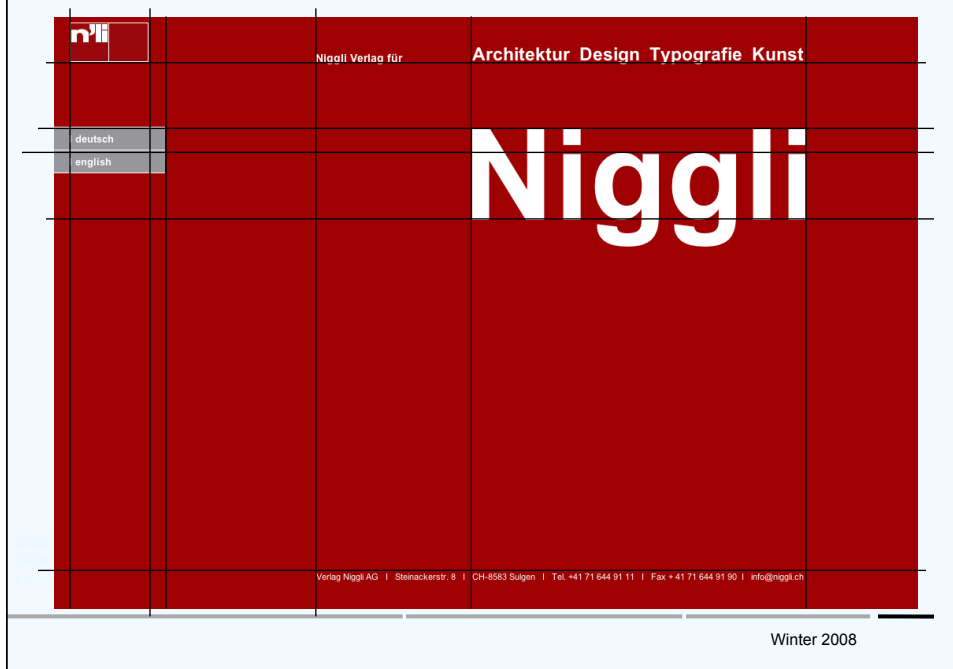 n'li
Niggli Verlag für
Architektur Design Typografie Kunst
deutsch
english
Niggli
Verlag Niggli AG I Steinackerstr. 8 I CH-8583 Sulgen I Tel. +41 71 644 91 11 I Fax + 41 71 644 91 90 I info@niggli.ch
Winter 2008